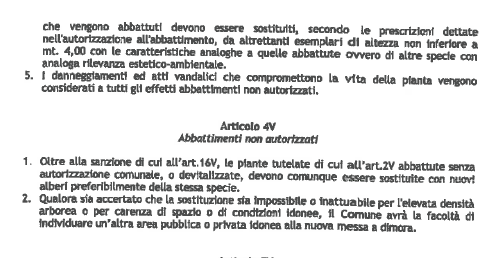 che vengono abbattuti devono essere sostituiti, secondo le prescrizioni dettate
nell'autorizzazione all'abbattimento, da altrettanti esemplari di altezza non inferiore a
mt. 4,00 con le caratteristiche analoghe a quelle abbattute ovvero di altre specie con
analoga rilevanza estetico-ambientale.
5. I danneggiamenti ed atti vandalici che compromettono la vita della pianta vengono
considerati a tutti gli effetti abbattimenti non autorizzati.
Articolo 4V
Abbattimenti non autorizzati
1. Oltre alla sanzione di cui all'art.16V, le piante tutelate di cui all'art.2V abbattute senza
autorizzazione comunale, o devitalizzate, devono comunque essere sostituite con nuovi
alberi preferibilmente della stessa specie.
2. Qualora sia accertato che la sostituzione sia impossibile o inattuabile per l'elevata densità
arborea o per carenza di spazio o di condizioni idonee, il Comune avrà la facoltà di
individuare un'altra area pubblica o privata idonea alla nuova messa a dimora.